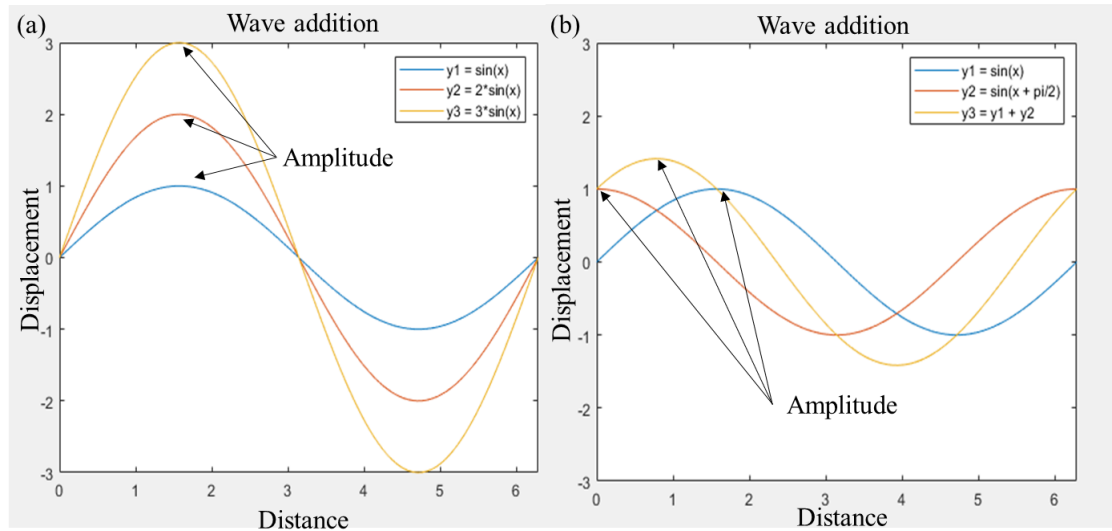 (a)
Wave addition
y1 = sin(x)
y2 = 2*sin(x)
y3 = 3*sin(x)
Amplitude
Displacement
3
2
1
0
-1
-2
-3
0 1 2 3 4 5 6
Distance
(b)
Wave addition
y1 = sin(x)
y2 = sin(x + pi/2)
y3 = y1 + y2
Amplitude
Displacement
3
2
1
0
-1
-2
-3
0 1 2 3 4 5 6
Distance